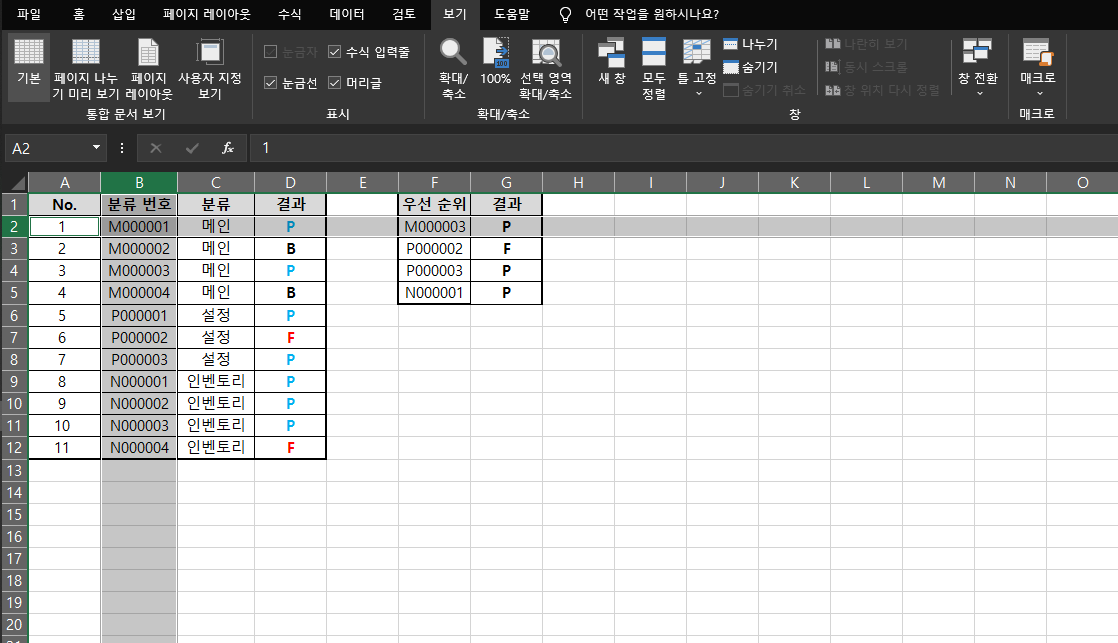 파일 홈 삽입 페이지 레이아웃 수식 데이터 검토 보기 도움말 어떤 작업을 원하시나요?
기본
페이지 나누
기 미리 보기
페이지
레이아웃
사용자 지정
보기
통합 문서 보기
눈금자
수식 입력줄
눈금선
머리글
표시
확대/
축소
100%
선택 영역
확대/축소
확대/축소
새 창
모두
정렬
틀 고정
나누기
숨기기
숨기기 취소
나란히 보기
동시 스크롤
창 위치 다시 정렬
창 전환
창
매크로
매크로
A2 fx 1
A B C D E F G H I J K L M N O
1 No. 분류 번호 분류 결과 우선 순위 결과
2 1 M000001 메인 P M000003 P
3 2 M000002 메인 B P000002 F
4 3 M000003 메인 P P000003 P
5 4 M000004 메인 B N000001 P
6 5 P000001 설정 P
7 6 P000002 설정 F
8 7 P000003 설정 P
9 8 N000001 인벤토리 P
10 9 N000002 인벤토리 P
11 10 N000003 인벤토리 P
12 11 N000004 인벤토리 F
13
14
15
16
17
18
19
20